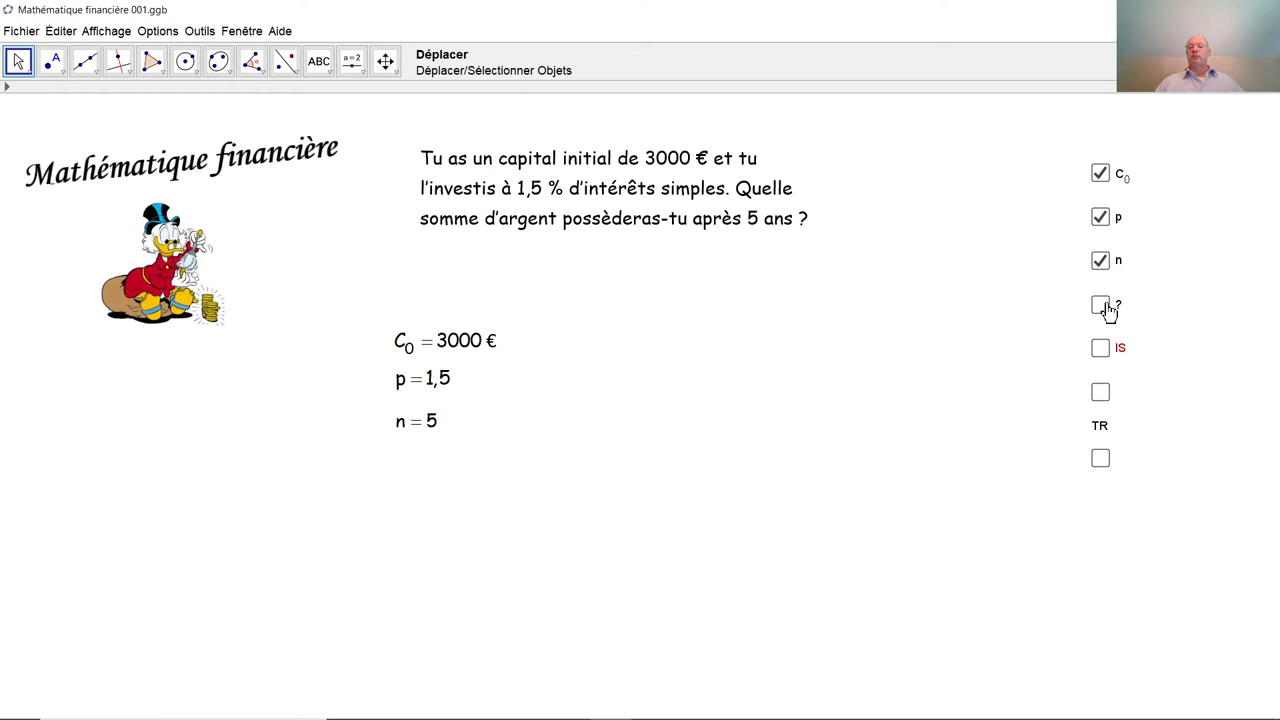 Mathématique financière 001.ggb
Fichier Éditer Affichage Options Outils Fenêtre Aide
A ABC a=2 Déplacer
Déplacer/Sélectionner Objets
Mathématique financière
Tu as un capital initial de 3000 € et tu
l'investis à 1,5 % d'intérêts simples. Quelle
somme d'argent possèderas-tu après 5 ans ?
C₀ = 3000 €
p = 1,5
n = 5
C₀
p
n
?
IS
TR